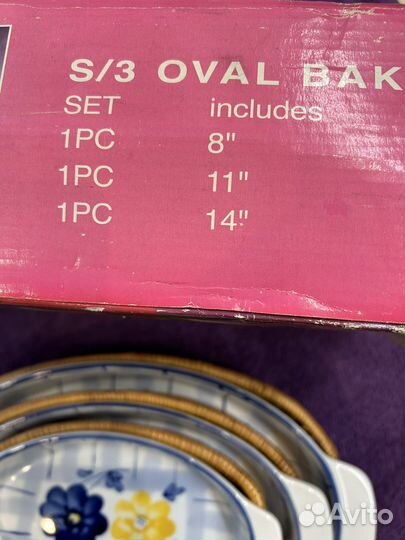 S/3 OVAL BAK
SET includes
1PC 8"
1PC 11"
1PC 14"
Avito